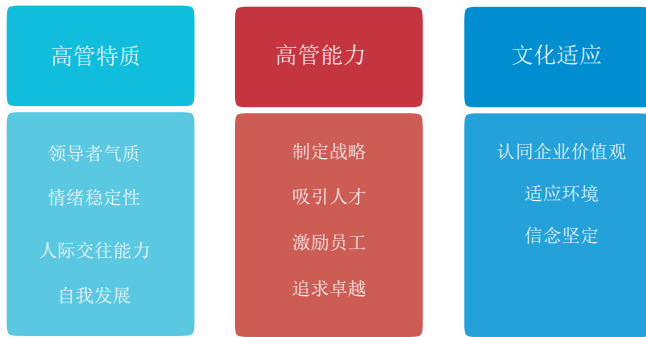 高管特质
领导者气质
情绪稳定性
人际交往能力
自我发展
高管能力
制定战略
吸引人才
激励员工
追求卓越
文化适应
认同企业价值观
适应环境
信念坚定